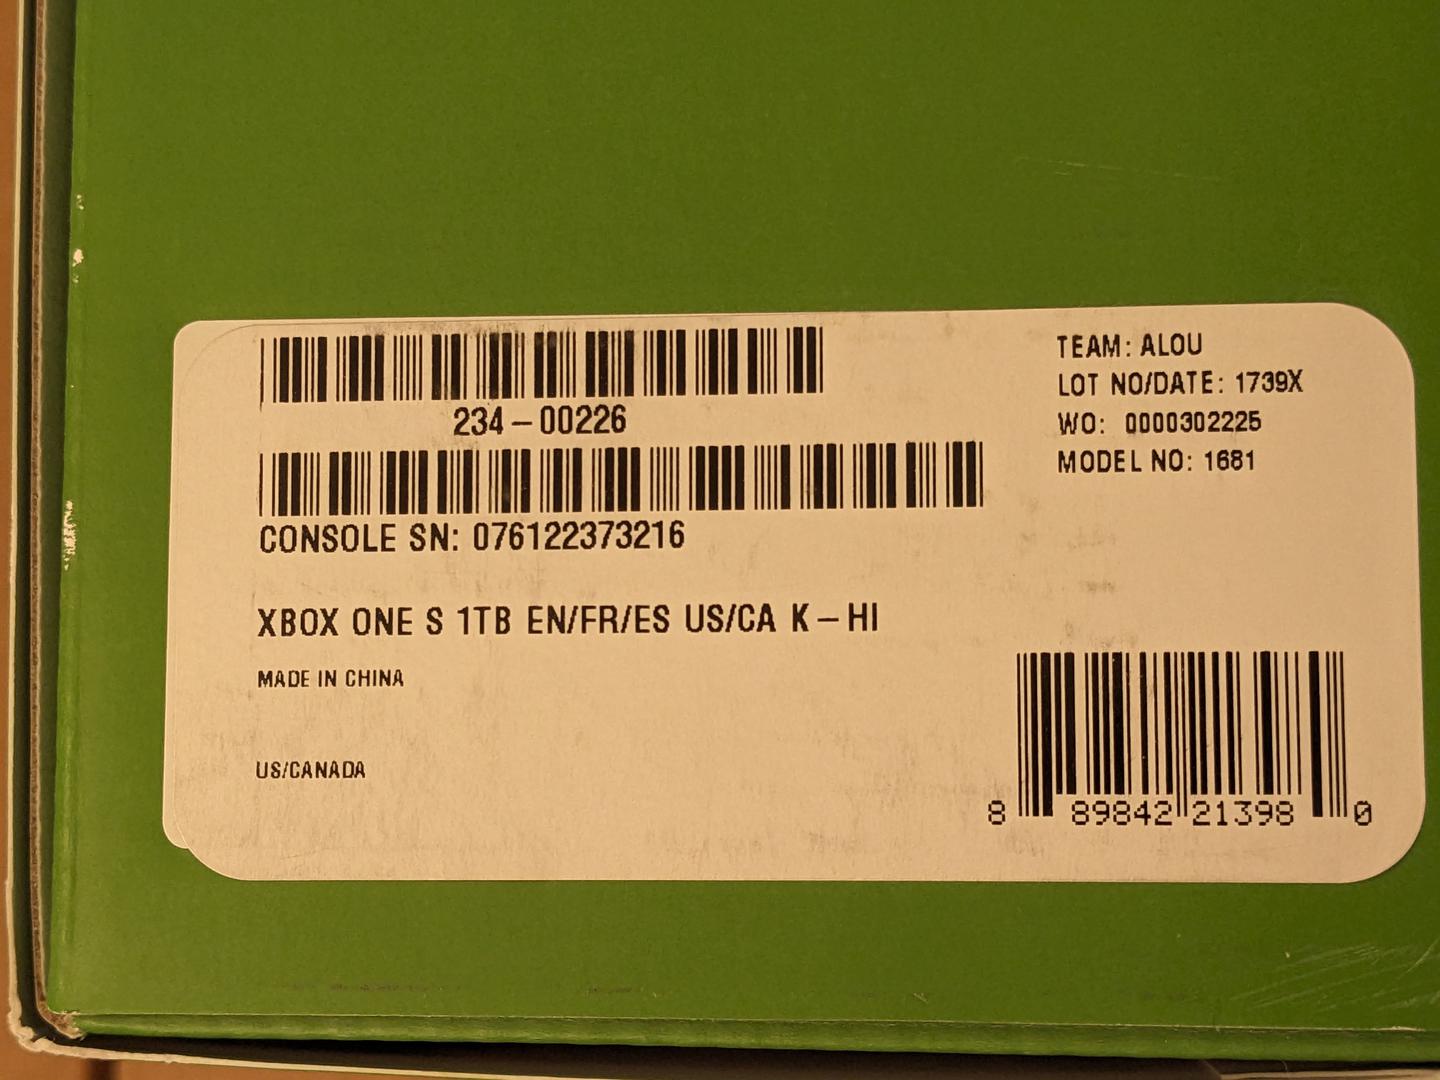 234-00226
CONSOLE SN: 076122373216
XBOX ONE S 1TB EN/FR/ES US/CA K-HI
MADE IN CHINA
US/CANADA
TEAM: ALOU
LOT NO/DATE: 1739X
WO: 0000302225
MODEL NO: 1681
8 89842 21398 0